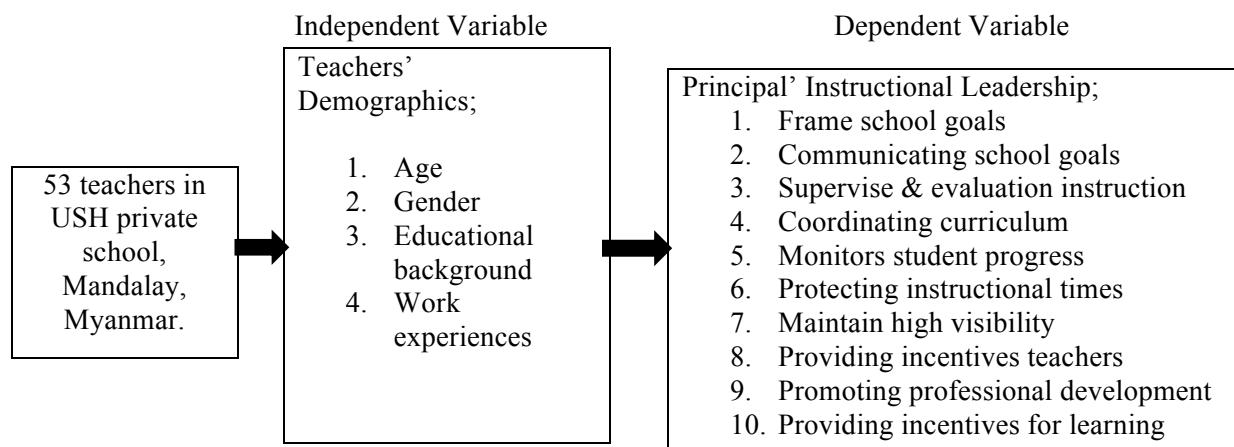 Independent Variable
Dependent Variable
53 teachers in
USH private
school,
Mandalay,
Myanmar.
Teachers’
Demographics;
1. Age
2. Gender
3. Educational
background
4. Work
experiences
Principal’ Instructional Leadership;
1. Frame school goals
2. Communicating school goals
3. Supervise & evaluation instruction
4. Coordinating curriculum
5. Monitors student progress
6. Protecting instructional times
7. Maintain high visibility
8. Providing incentives teachers
9. Promoting professional development
10. Providing incentives for learning